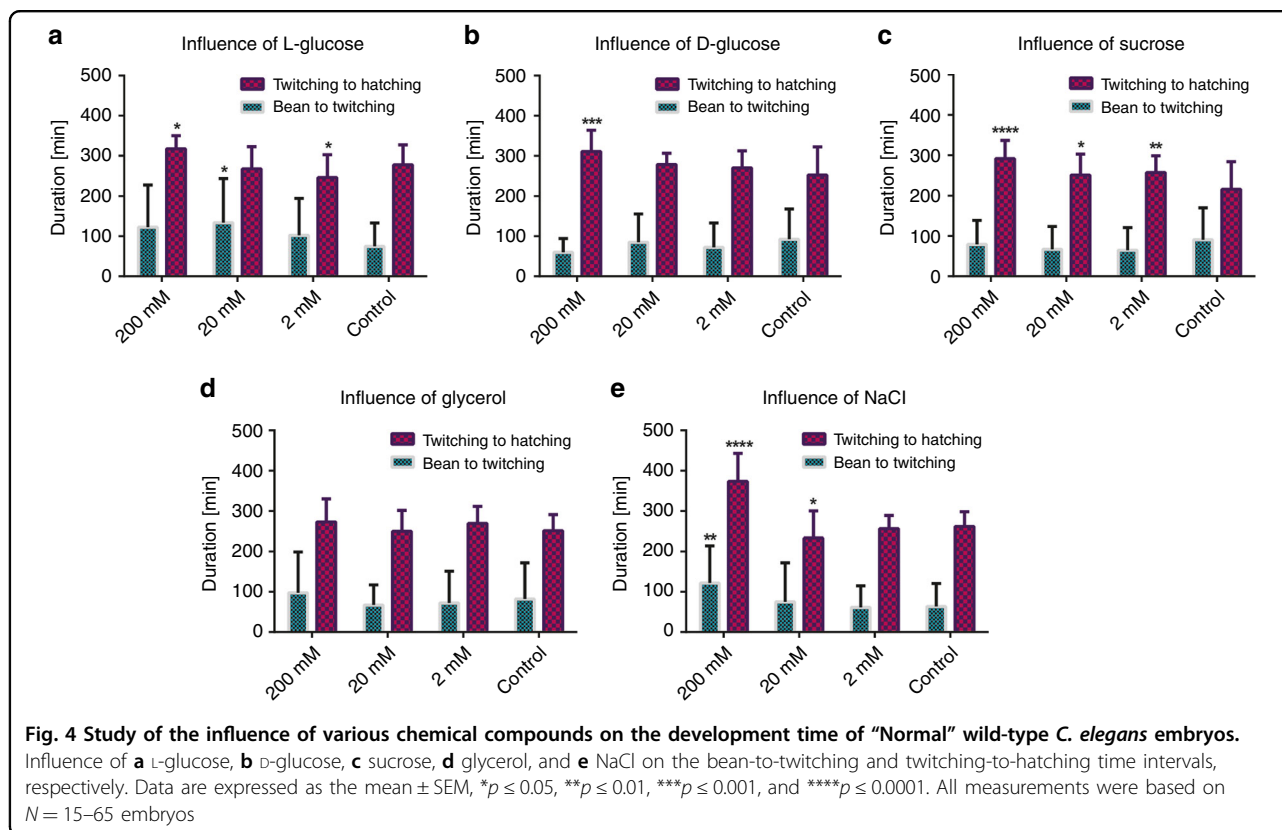 a
Influence of L-glucose
500
400
300
200
100
0
Duration [min]
Twitching to hatching
Bean to twitching
*
*
*
200 mM
20 mM
2 mM
Control
b
Influence of D-glucose
500
400
300
200
100
0
Duration [min]
Twitching to hatching
Bean to twitching
***
200 mM
20 mM
2 mM
Control
c
Influence of sucrose
500
400
300
200
100
0
Duration [min]
Twitching to hatching
Bean to twitching
****
*
**
200 mM
20 mM
2 mM
Control
d
Influence of glycerol
500
400
300
200
100
0
Duration [min]
Twitching to hatching
Bean to twitching
200 mM
20 mM
2 mM
Control
e
Influence of NaCl
500
400
300
200
100
0
Duration [min]
Twitching to hatching
Bean to twitching
**
****
*
200 mM
20 mM
2 mM
Control
Fig. 4 Study of the influence of various chemical compounds on the development time of “Normal” wild-type C. elegans embryos.
Influence of a L-glucose, b D-glucose, c sucrose, d glycerol, and e NaCl on the bean-to-twitching and twitching-to-hatching time intervals,
respectively. Data are expressed as the mean ± SEM, *p ≤ 0.05, **p ≤ 0.01, ***p ≤ 0.001, and ****p ≤ 0.0001. All measurements were based on
N = 15–65 embryos